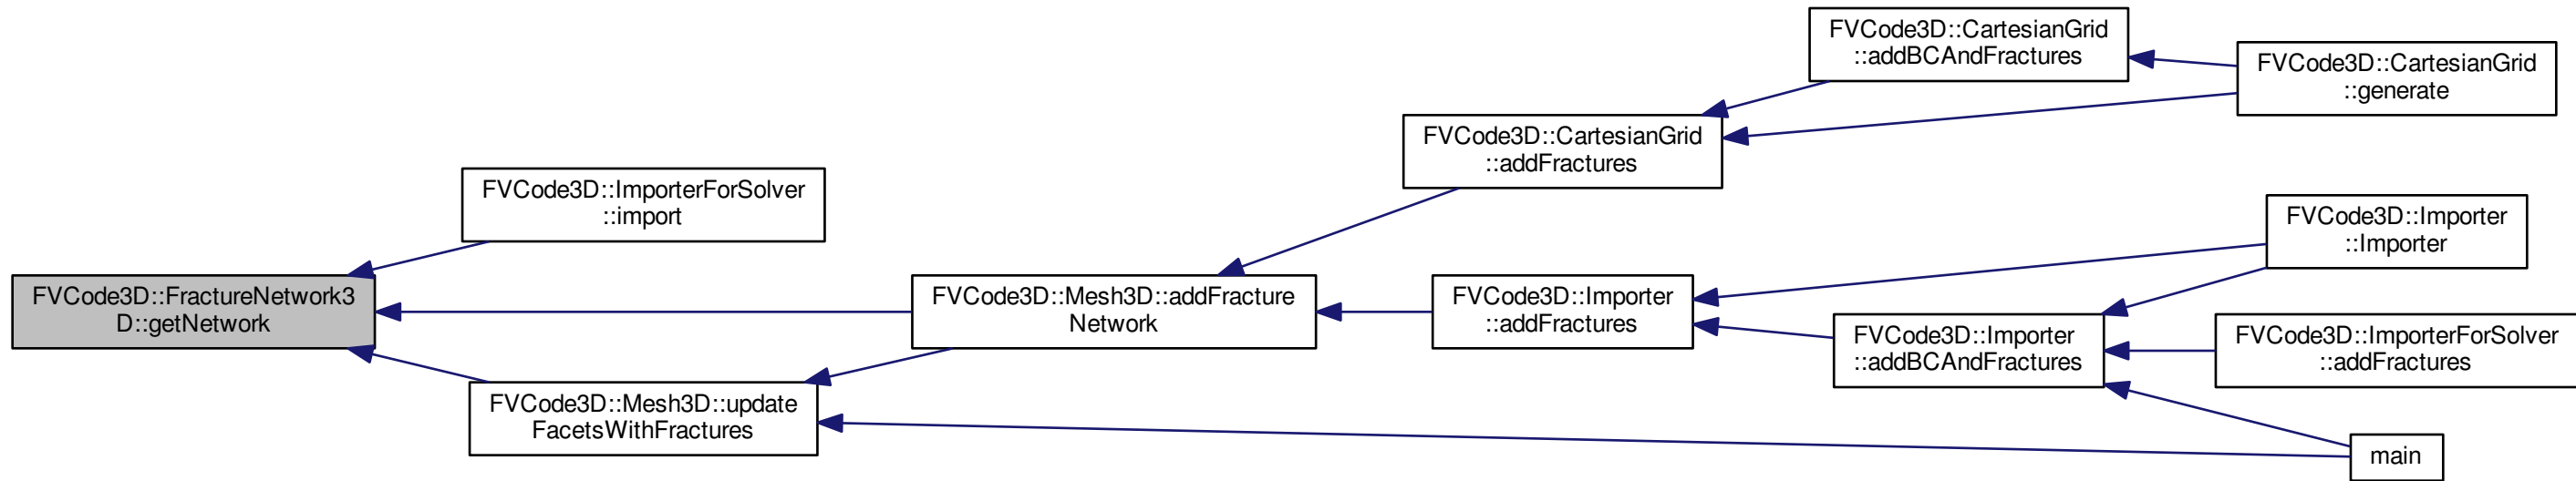 FVCode3D::FractureNetwork3
D::getNetwork
FVCode3D::ImporterForSolver
::import
FVCode3D::Mesh3D::addFracture
Network
FVCode3D::Mesh3D::update
FacetsWithFractures
FVCode3D::CartesianGrid
::addFractures
FVCode3D::Importer
::addFractures
FVCode3D::CartesianGrid
::addBCAndFractures
FVCode3D::Importer
::addBCAndFractures
FVCode3D::CartesianGrid
::generate
FVCode3D::Importer
::Importer
FVCode3D::ImporterForSolver
::addFractures
main